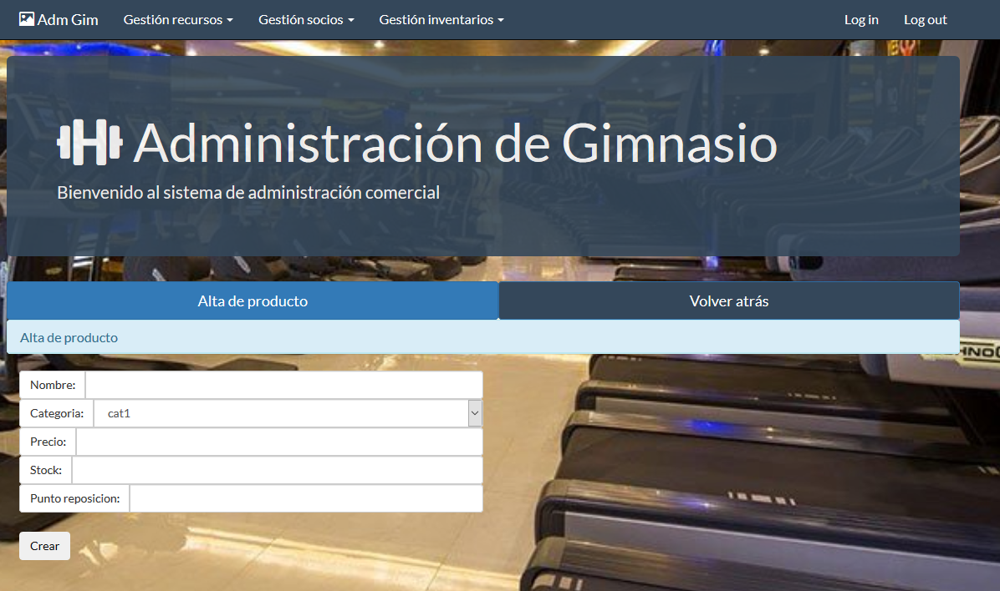 Adm Gim Gestión recursos Gestión socios Gestión inventarios Log in Log out
Administración de Gimnasio
Bienvenido al sistema de administración comercial
Alta de producto Volver atrás
Alta de producto
Nombre:
Categoria: cat1
Precio:
Stock:
Punto reposicion:
Crear